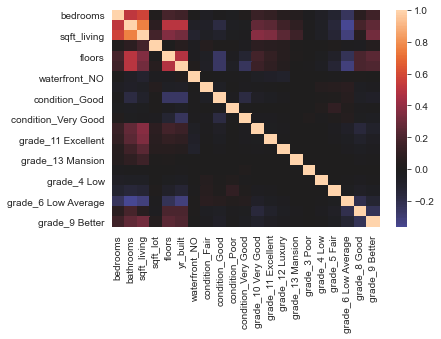 bedrooms
sqft_living
floors
waterfront_NO
condition_Good
condition_Very Good
grade_11 Excellent
grade_13 Mansion
grade_4 Low
grade_6 Low Average
grade_9 Better
bedrooms
bathrooms
sqft_living
sqft_lot
floors
yr_built
waterfront_NO
condition_Fair
condition_Good
condition_Poor
condition_Very Good
grade_10 Very Good
grade_11 Excellent
grade_12 Luxury
grade_13 Mansion
grade_3 Poor
grade_4 Low
grade_5 Fair
grade_6 Low Average
grade_8 Good
grade_9 Better
1.0
0.8
0.6
0.4
0.2
0.0
−0.2